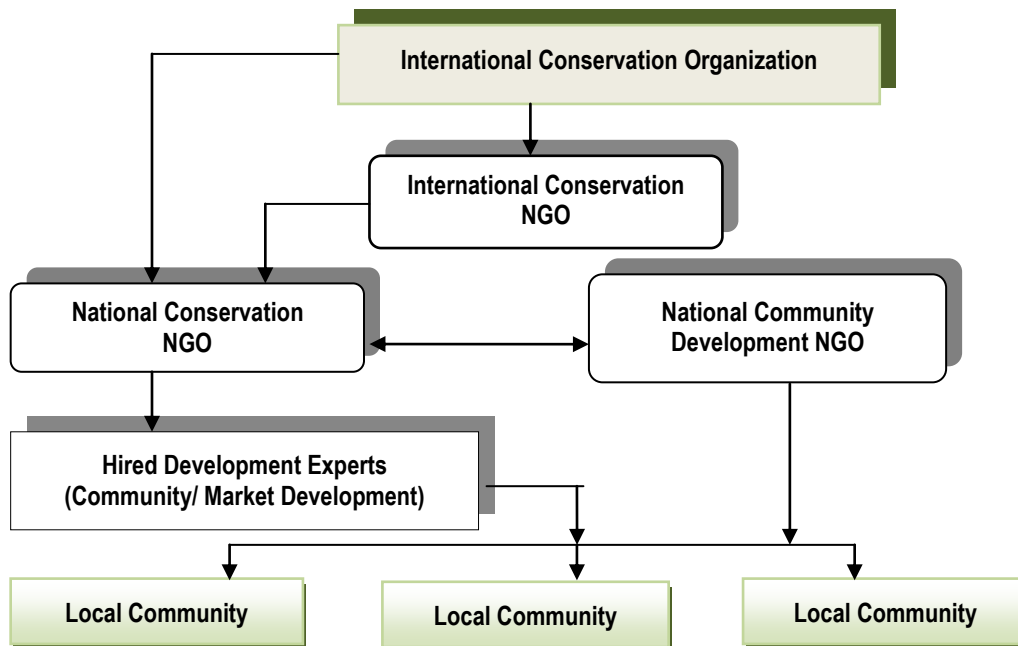 International Conservation Organization
International Conservation
NGO
National Conservation
NGO
National Community
Development NGO
Hired Development Experts
(Community/ Market Development)
Local Community
Local Community
Local Community